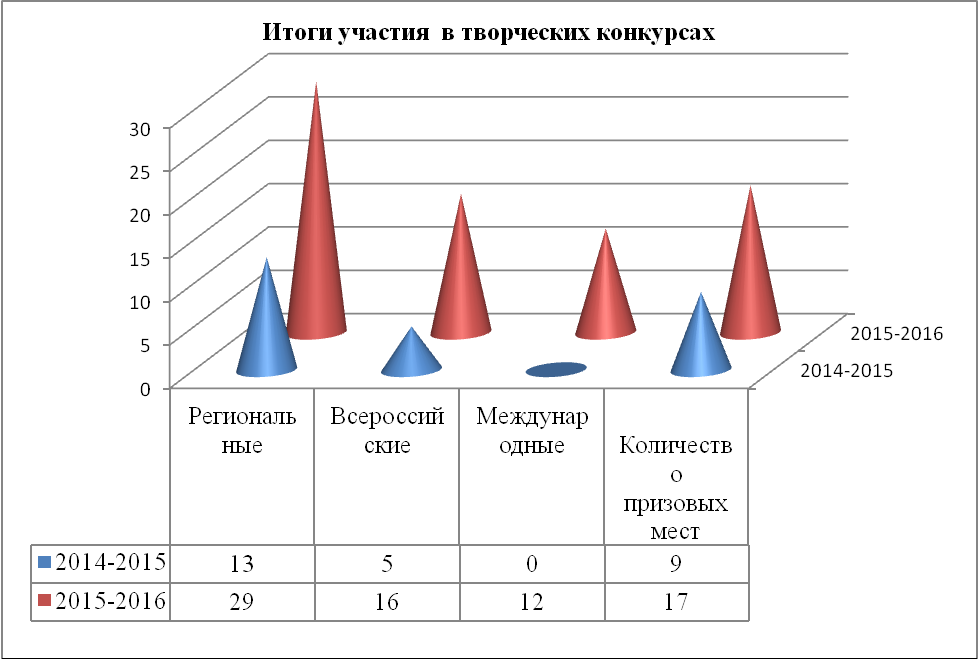 Итоги участия в творческих конкурсах
30
25
20
15
10
5
0
2015-2016
2014-2015
Региональ
ные
Всероссий
ские
Междунар
одные
Количеств
о
призовых
мест
2014-2015 13 5 0 9
2015-2016 29 16 12 17